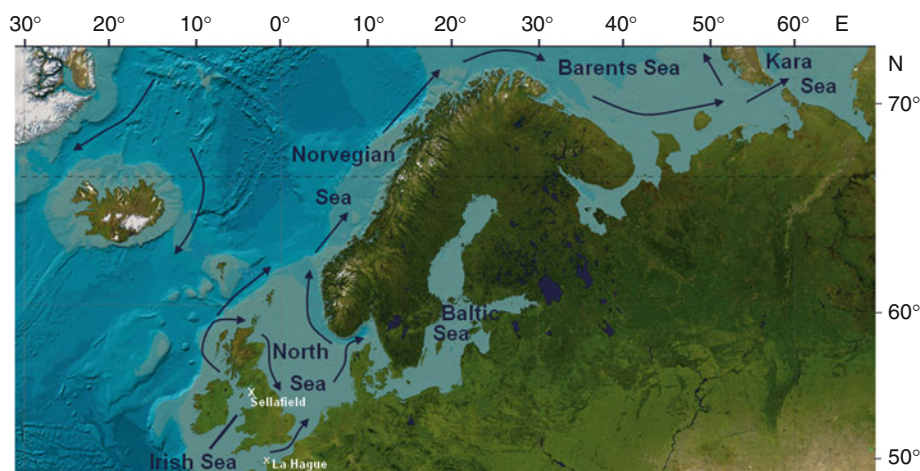 30° 20° 10° 0° 10° 20° 30° 40° 50° 60° E
N
Barents Sea
Kara
Sea
70°
Norvegian
Sea
60°
Baltic
Sea
North
Sea
x
Sellafield
Irish Sea
x La Hague
50°